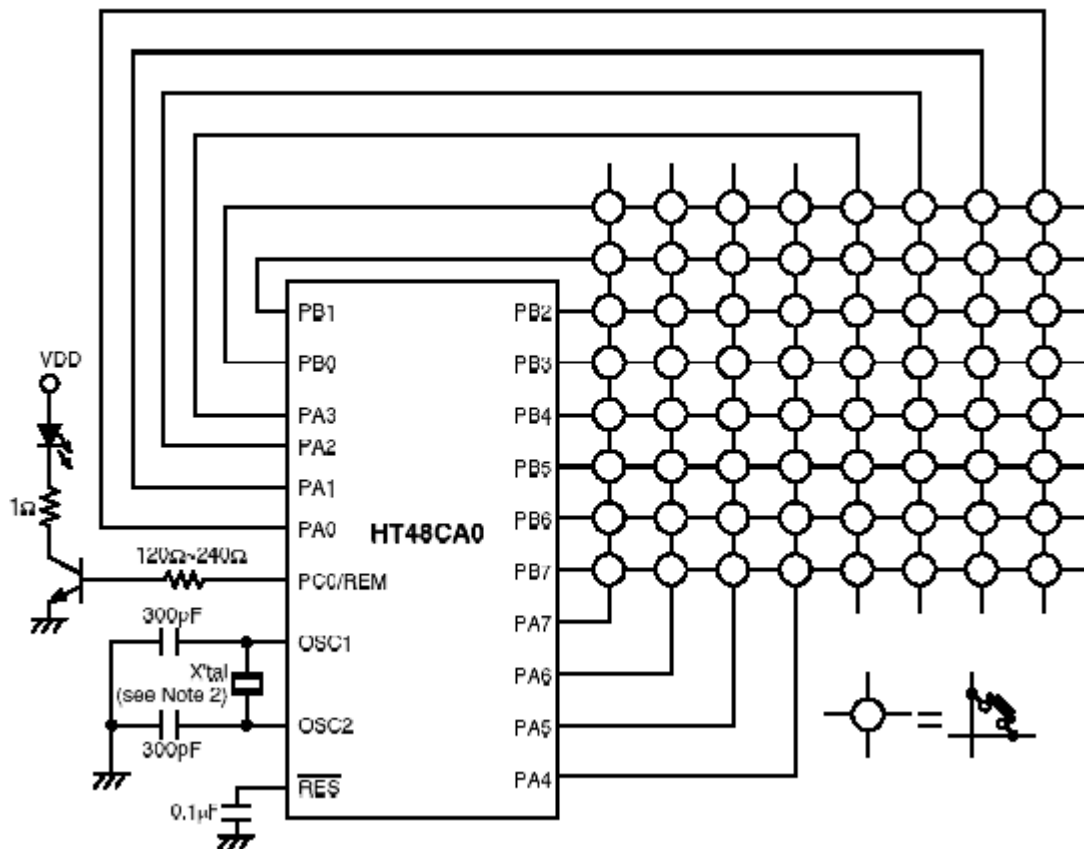 VDD
1Ω
120Ω~240Ω
300pF
X'tal
(see Note 2)
300pF
0.1µF
PB1
PB0
PA3
PA2
PA1
PA0
PC0/REM
OSC1
OSC2
RES
HT48CA0
PB2
PB3
PB4
PB5
PB6
PB7
PA7
PA6
PA5
PA4
=